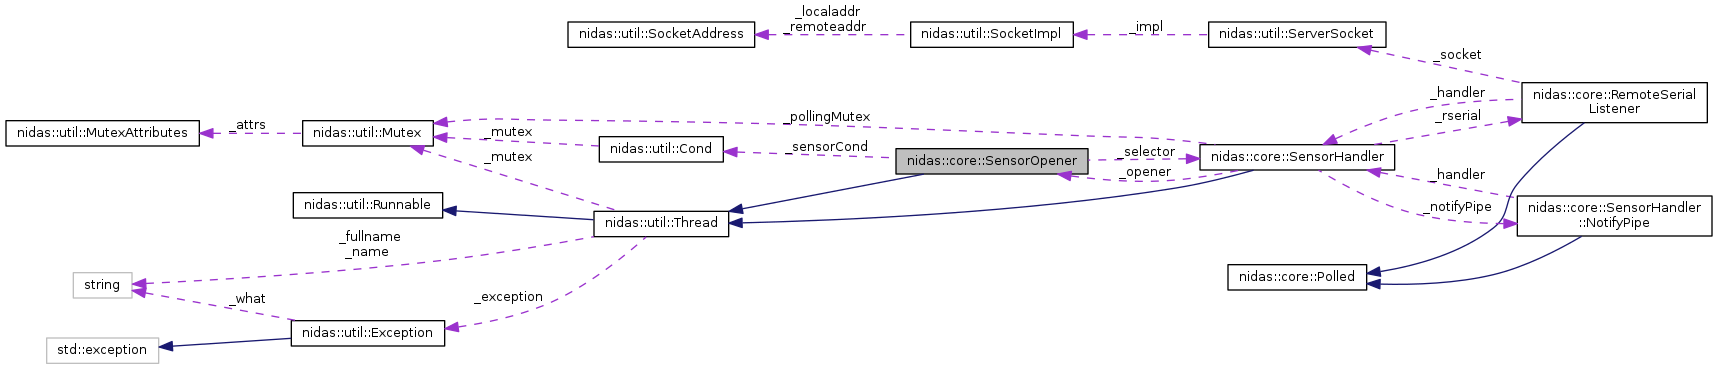 _localaddr
_remoteaddr
nidas::util::SocketAddress
nidas::util::SocketImpl
_impl
nidas::util::ServerSocket
_socket
nidas::core::RemoteSerial
Listener
_handler
_rserial
_pollingMutex
nidas::util::MutexAttributes
_attrs
nidas::util::Mutex
_mutex
nidas::util::Cond
_sensorCond
nidas::core::SensorOpener
_selector
_opener
nidas::core::SensorHandler
_mutex
_handler
_notifyPipe
nidas::core::SensorHandler
::NotifyPipe
nidas::util::Runnable
nidas::util::Thread
_fullname
_name
nidas::core::Polled
string
_what
_exception
nidas::util::Exception
std::exception